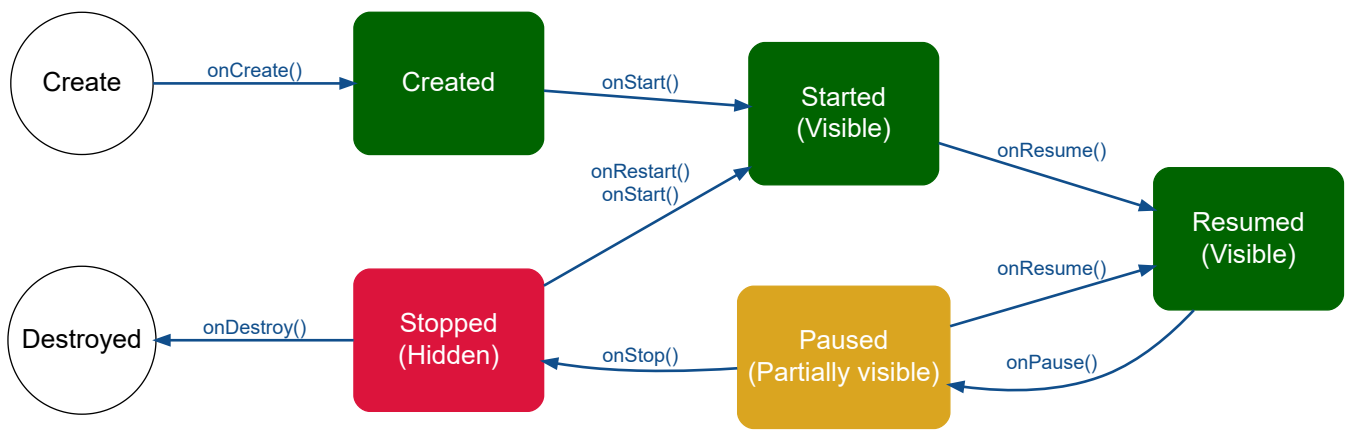 Create
onCreate()
Created
onStart()
Started
(Visible)
onResume()
Resumed
(Visible)
onRestart()
onStart()
Destroyed
onDestroy()
Stopped
(Hidden)
onStop()
Paused
(Partially visible)
onResume()
onPause()